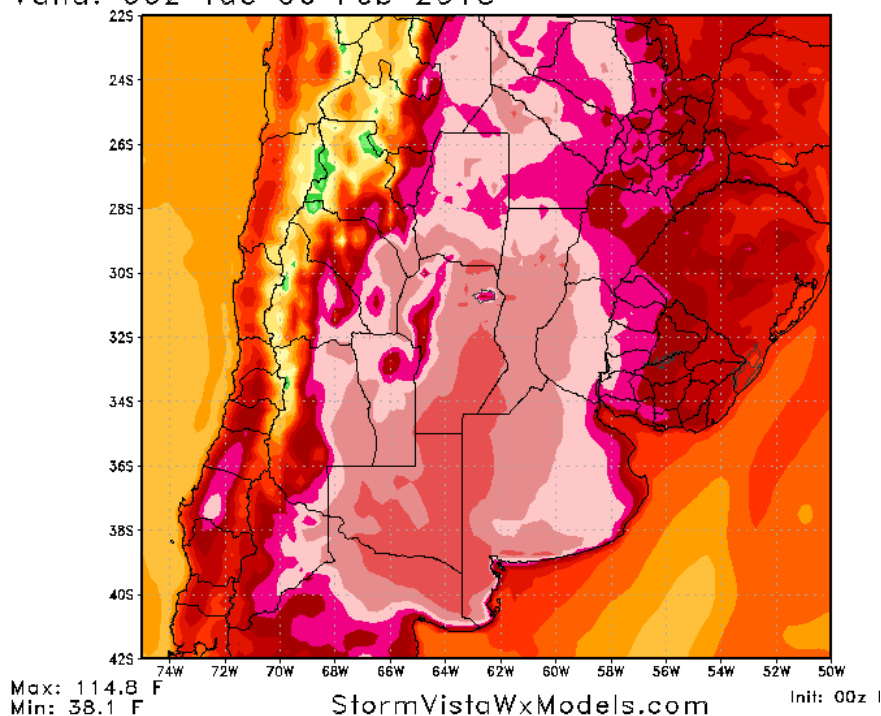 22S
24S
26S
28S
30S
32S
34S
36S
38S
40S
42S
74W 72W 70W 68W 66W 64W 62W 60W 58W 56W 54W 52W 50W
Max: 114.8 F
Min: 38.1 F
StormVistaWxModels.com
Init: 00z